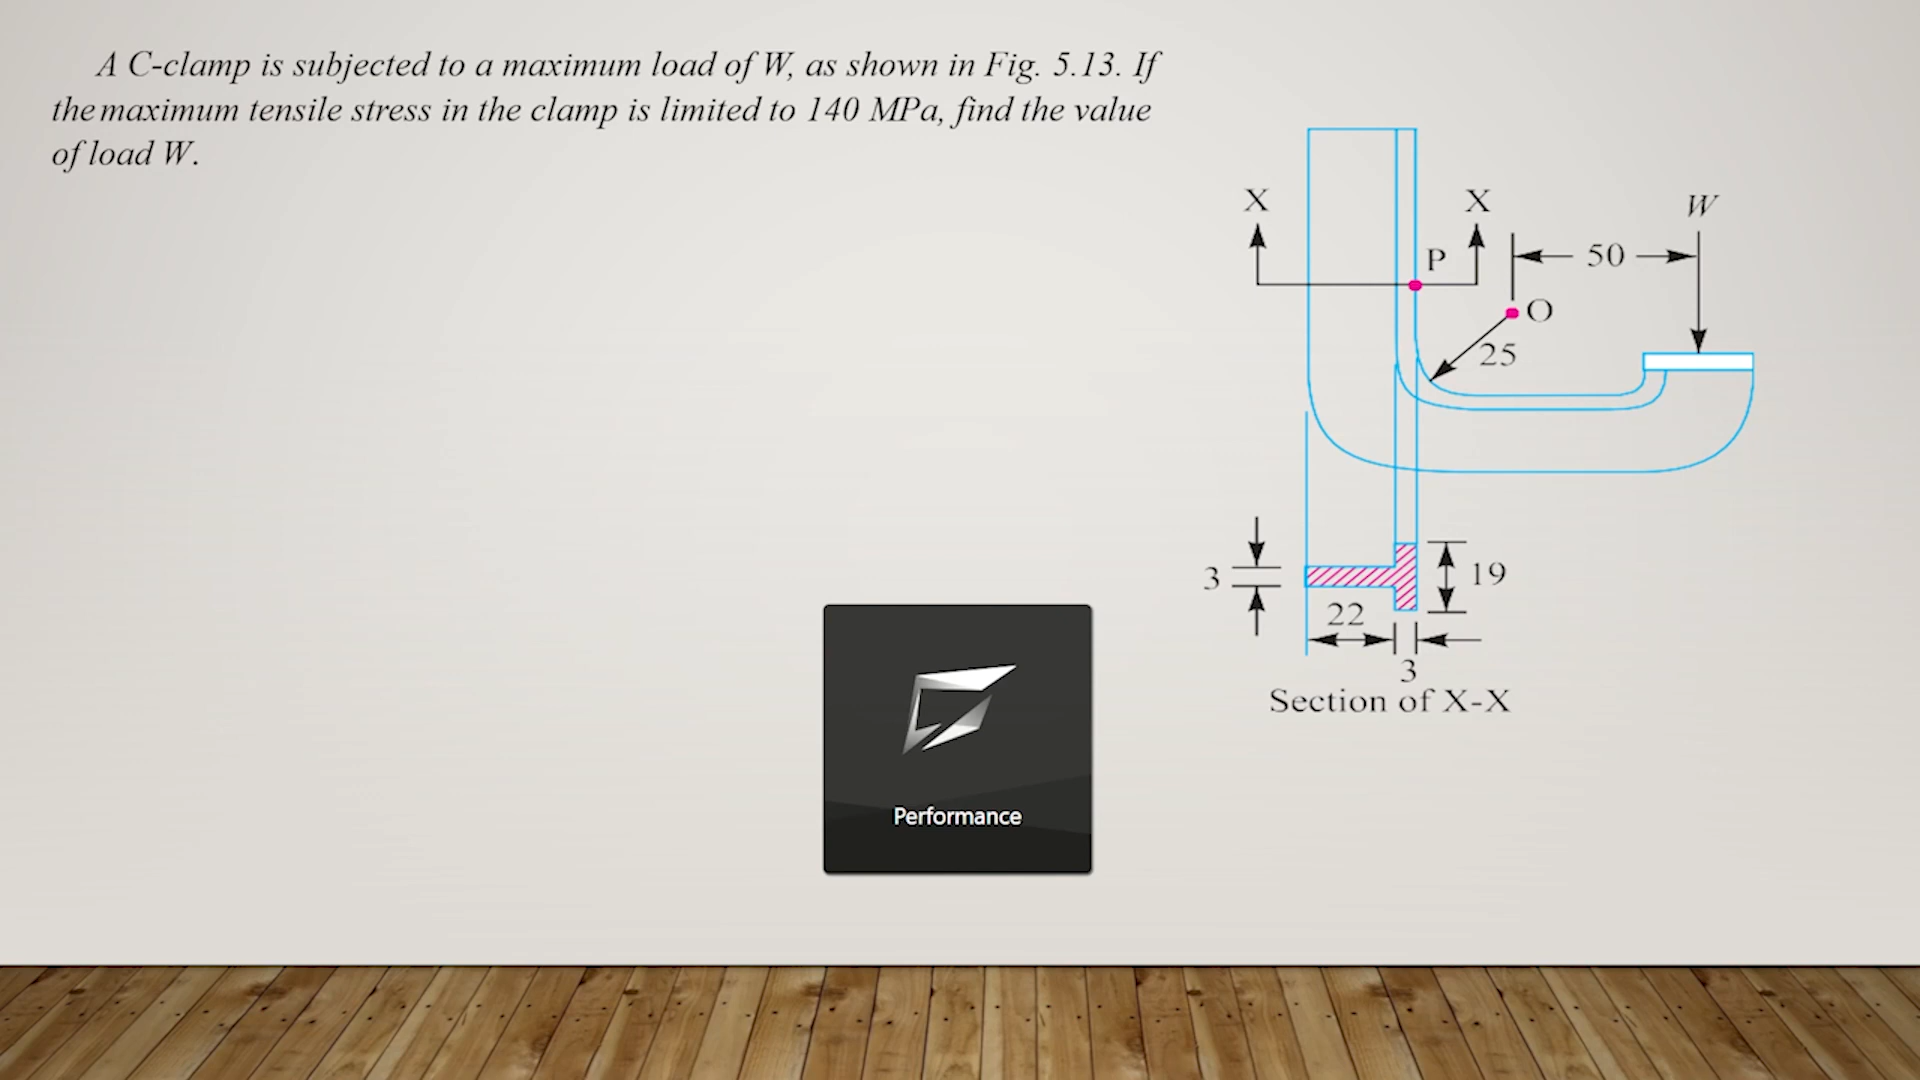 A C-clamp is subjected to a maximum load of W, as shown in Fig. 5.13. If
the maximum tensile stress in the clamp is limited to 140 MPa, find the value
of load W.
X
X
W
P
50
O
25
3
19
22
3
Section of X-X
Performance